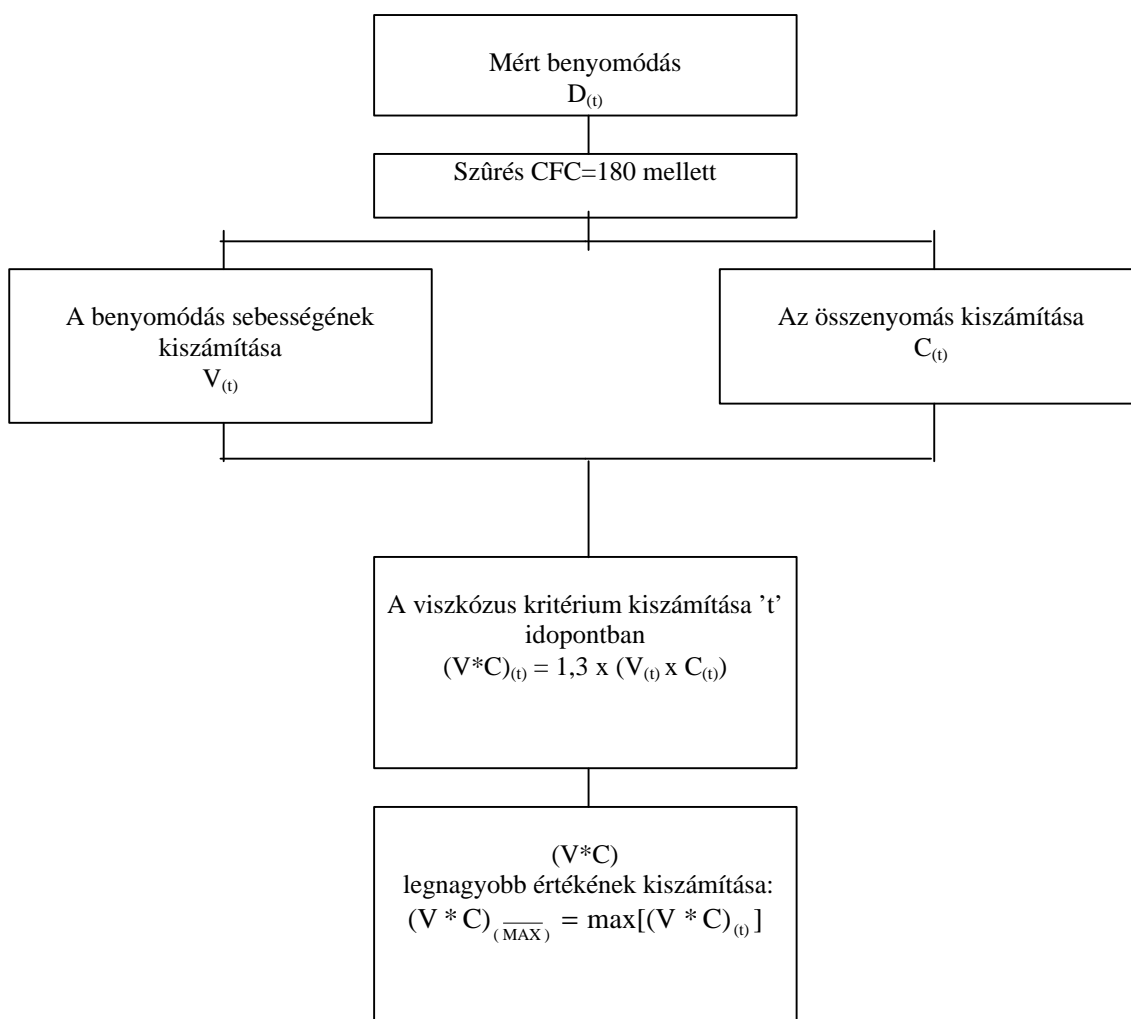 Mért benyomódás
D(t)
Szûrés CFC=180 mellett
A benyomódás sebességének
kiszámítása
V(t)
Az összenyomás kiszámítása
C(t)
A viszkózus kritérium kiszámítása ’t’
idopontban
(V*C)(t) = 1,3 x (V(t) x C(t))
(V*C)
legnagyobb értékének kiszámítása:
(V * C)(MAX) = max[(V * C)(t)]